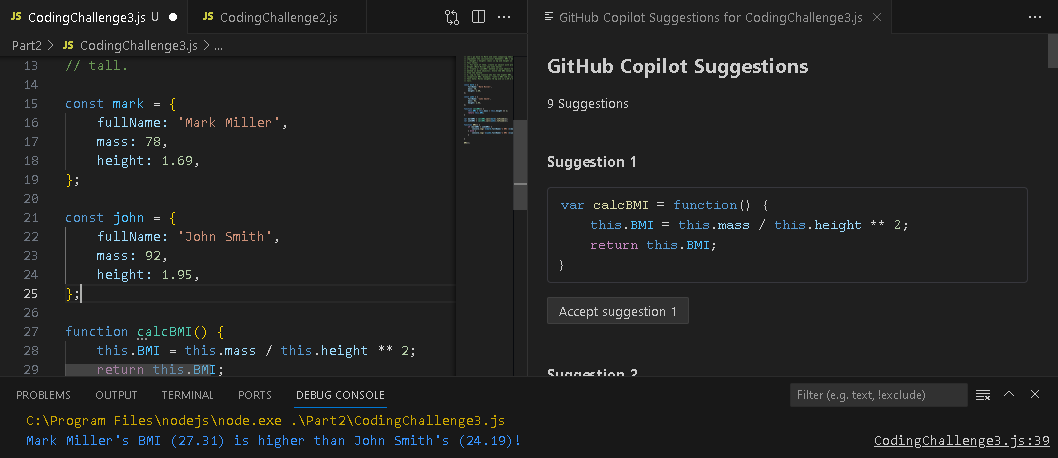 JS CodingChallenge3.js U
JS CodingChallenge2.js
Part2 > JS CodingChallenge3.js > ...
13 // tall.
14
15 const mark = {
16 fullName: 'Mark Miller',
17 mass: 78,
18 height: 1.69,
19 };
20
21 const john = {
22 fullName: 'John Smith',
23 mass: 92,
24 height: 1.95,
25 };
26
27 function calcBMI() {
28 this.BMI = this.mass / this.height ** 2;
29 return this.BMI;
GitHub Copilot Suggestions for CodingChallenge3.js
GitHub Copilot Suggestions
9 Suggestions
Suggestion 1
var calcBMI = function() {
this.BMI = this.mass / this.height ** 2;
return this.BMI;
}
Accept suggestion 1
Suggestion 2
PROBLEMS OUTPUT TERMINAL PORTS DEBUG CONSOLE
Filter (e.g. text, !exclude)
C:\Program Files\nodejs\node.exe .\Part2\CodingChallenge3.js
Mark Miller's BMI (27.31) is higher than John Smith's (24.19)!
CodingChallenge3.js:39